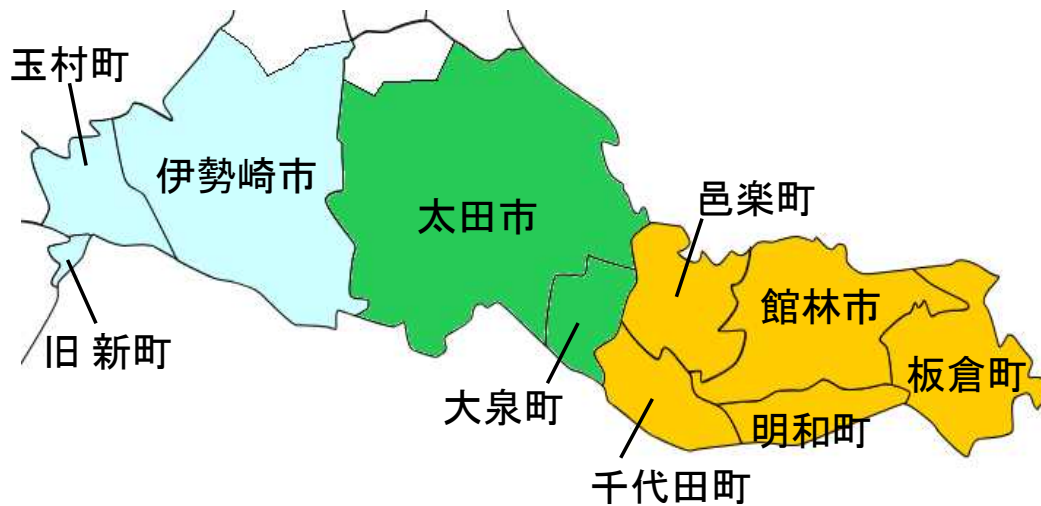 玉村町
伊勢崎市
太田市
邑楽町
館林市
旧 新町
大泉町
板倉町
明和町
千代田町